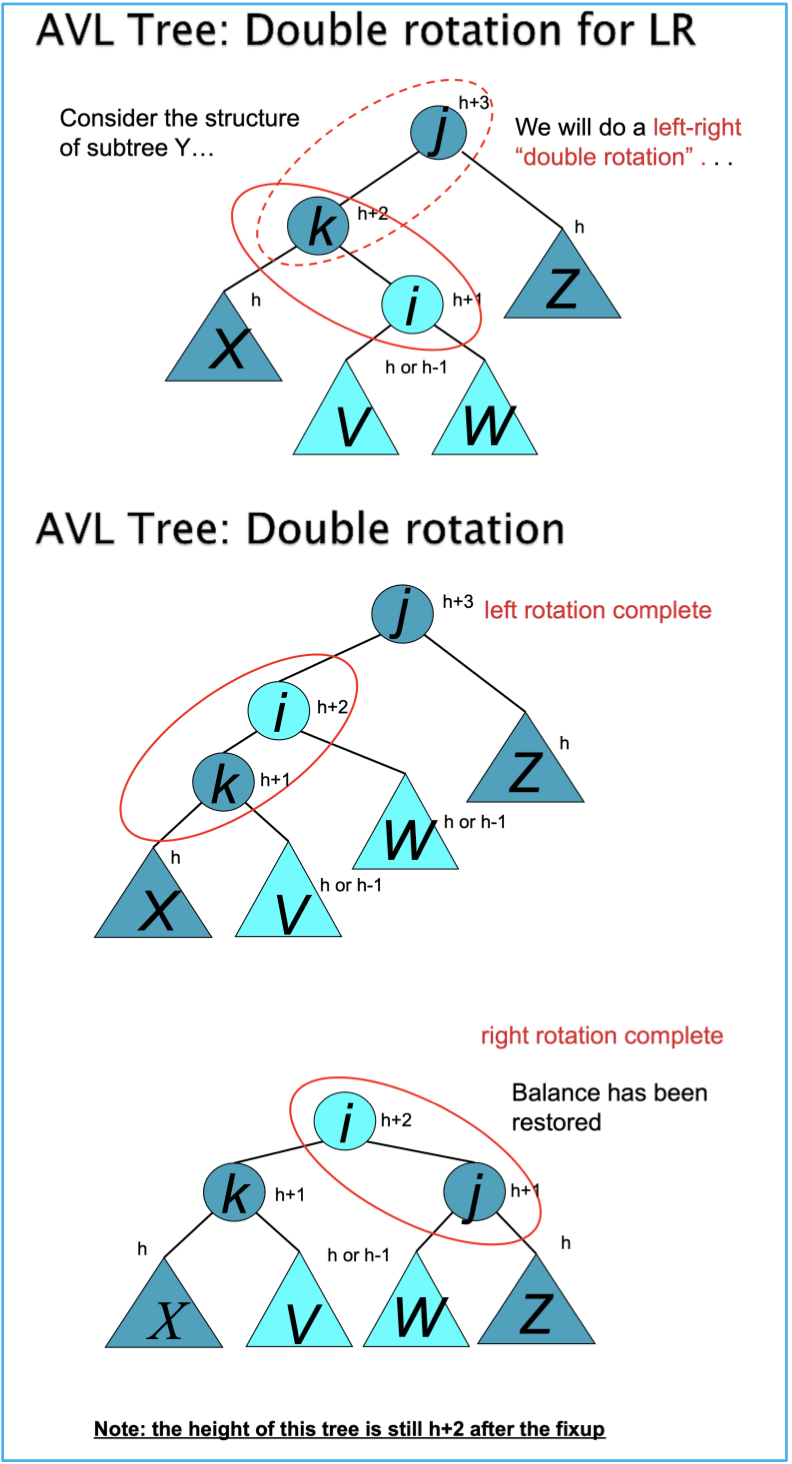 AVL Tree: Double rotation for LR
Consider the structure
of subtree Y...
We will do a left-right
"double rotation" . . .
h+3
j
h+2
k
h
Z
h
X
i
h+1
h or h-1
V
W
AVL Tree: Double rotation
j
h+3
left rotation complete
i
h+2
k
h+1
h
Z
h or h-1
W
h
X
h or h-1
V
right rotation complete
Balance has been
restored
i
h+2
k
h+1
j
h+1
h
h or h-1
h
X
V
W
Z
Note: the height of this tree is still h+2 after the fixup